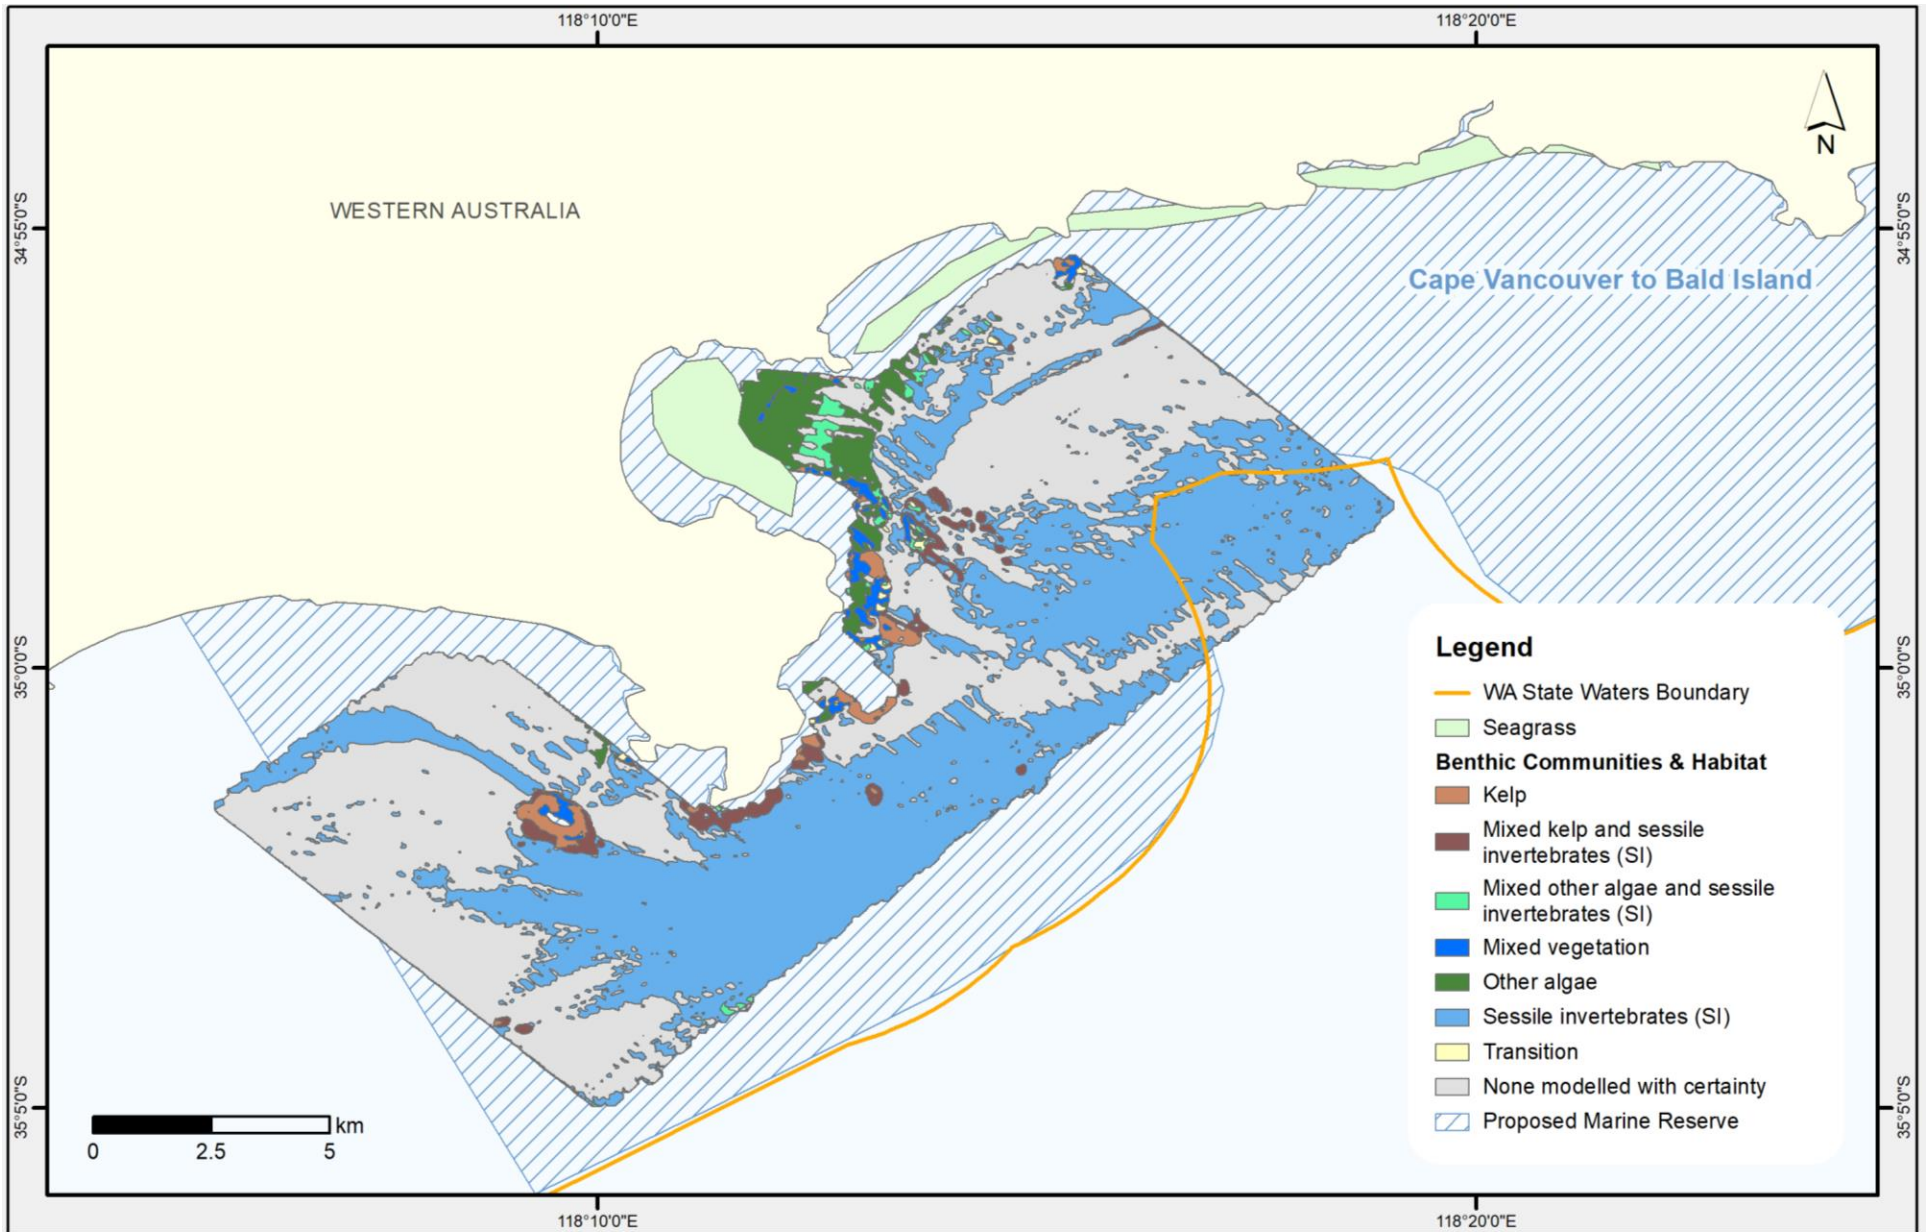 118°10'0"E
118°20'0"E
N
WESTERN AUSTRALIA
34°55'0"S
34°55'0"S
Cape Vancouver to Bald Island
35°0'0"S
35°0'0"S
Legend
WA State Waters Boundary
Seagrass
Benthic Communities & Habitat
Kelp
Mixed kelp and sessile
invertebrates (SI)
Mixed other algae and sessile
invertebrates (SI)
Mixed vegetation
Other algae
Sessile invertebrates (SI)
Transition
None modelled with certainty
Proposed Marine Reserve
35°5'0"S
35°5'0"S
km
0 2.5 5
118°10'0"E
118°20'0"E